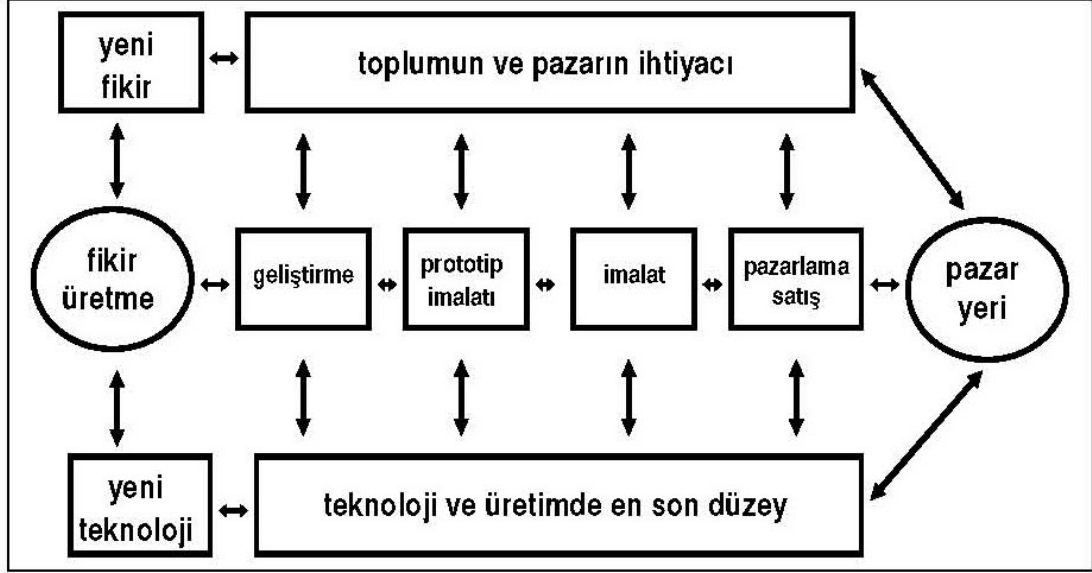 yeni
fikir
toplumun ve pazarın ihtiyacı
fikir
üretme
geliştirme
prototip
imalatı
imalat
pazarlama
satış
pazar
yeri
yeni
teknoloji
teknoloji ve üretimde en son düzey